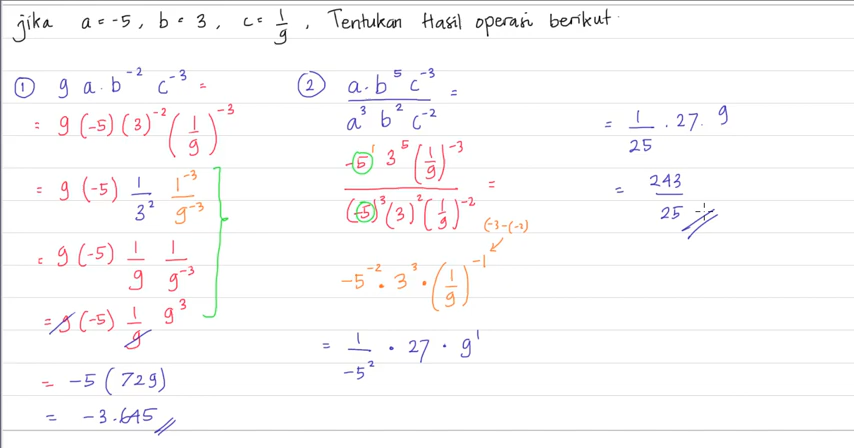 jika a = -5, b = 3, c = 1/9, Tentukan Hasil operasi berikut.
① 9 a.b⁻² c⁻³ =
= 9 (-5) (3)⁻² (1/9)⁻³
= 9 (-5) 1/3² 1⁻³/9⁻³
= 9 (-5) 1/9 1/9⁻³
= 9 (-5) 1/9 9³
= -5 (729)
= -3.645
② a.b⁵ c⁻³ / a³ b² c⁻² =
-5¹ 3⁵ (1/9)⁻³ / (-5)³ (3)² (1/9)⁻² =
(-3-(-2)
-5⁻² · 3³ · (1/9)⁻¹
= 1/-5² · 27 · 9¹
= 1/25 · 27 · 9
= 243/25